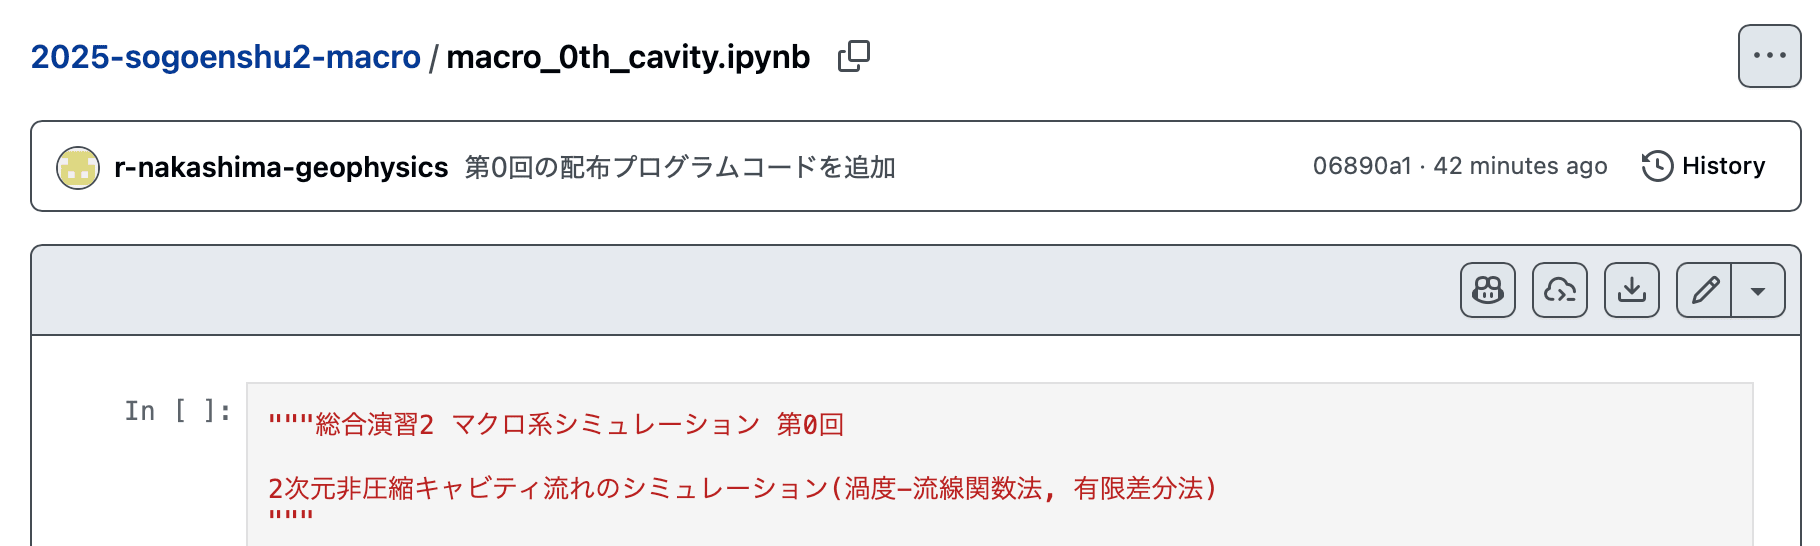 2025-sogoenshu2-macro / macro_0th_cavity.ipynb
r-nakashima-geophysics 第0回の配布プログラムコードを追加 06890a1 · 42 minutes ago History
In [ ]: """総合演習2 マクロ系シミュレーション 第0回
2次元非圧縮キャビティ流れのシミュレーション(渦度−流線関数法, 有限差分法)
"""